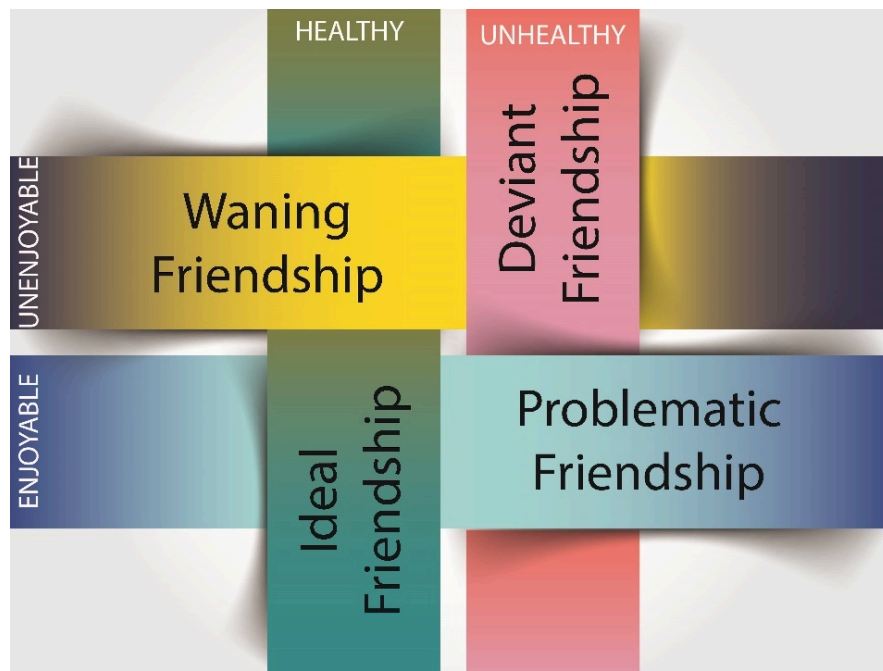 HEALTHY
UNHEALTHY
UNENJOYABLE
Waning
Friendship
Deviant
Friendship
ENJOYABLE
Ideal
Friendship
Problematic
Friendship